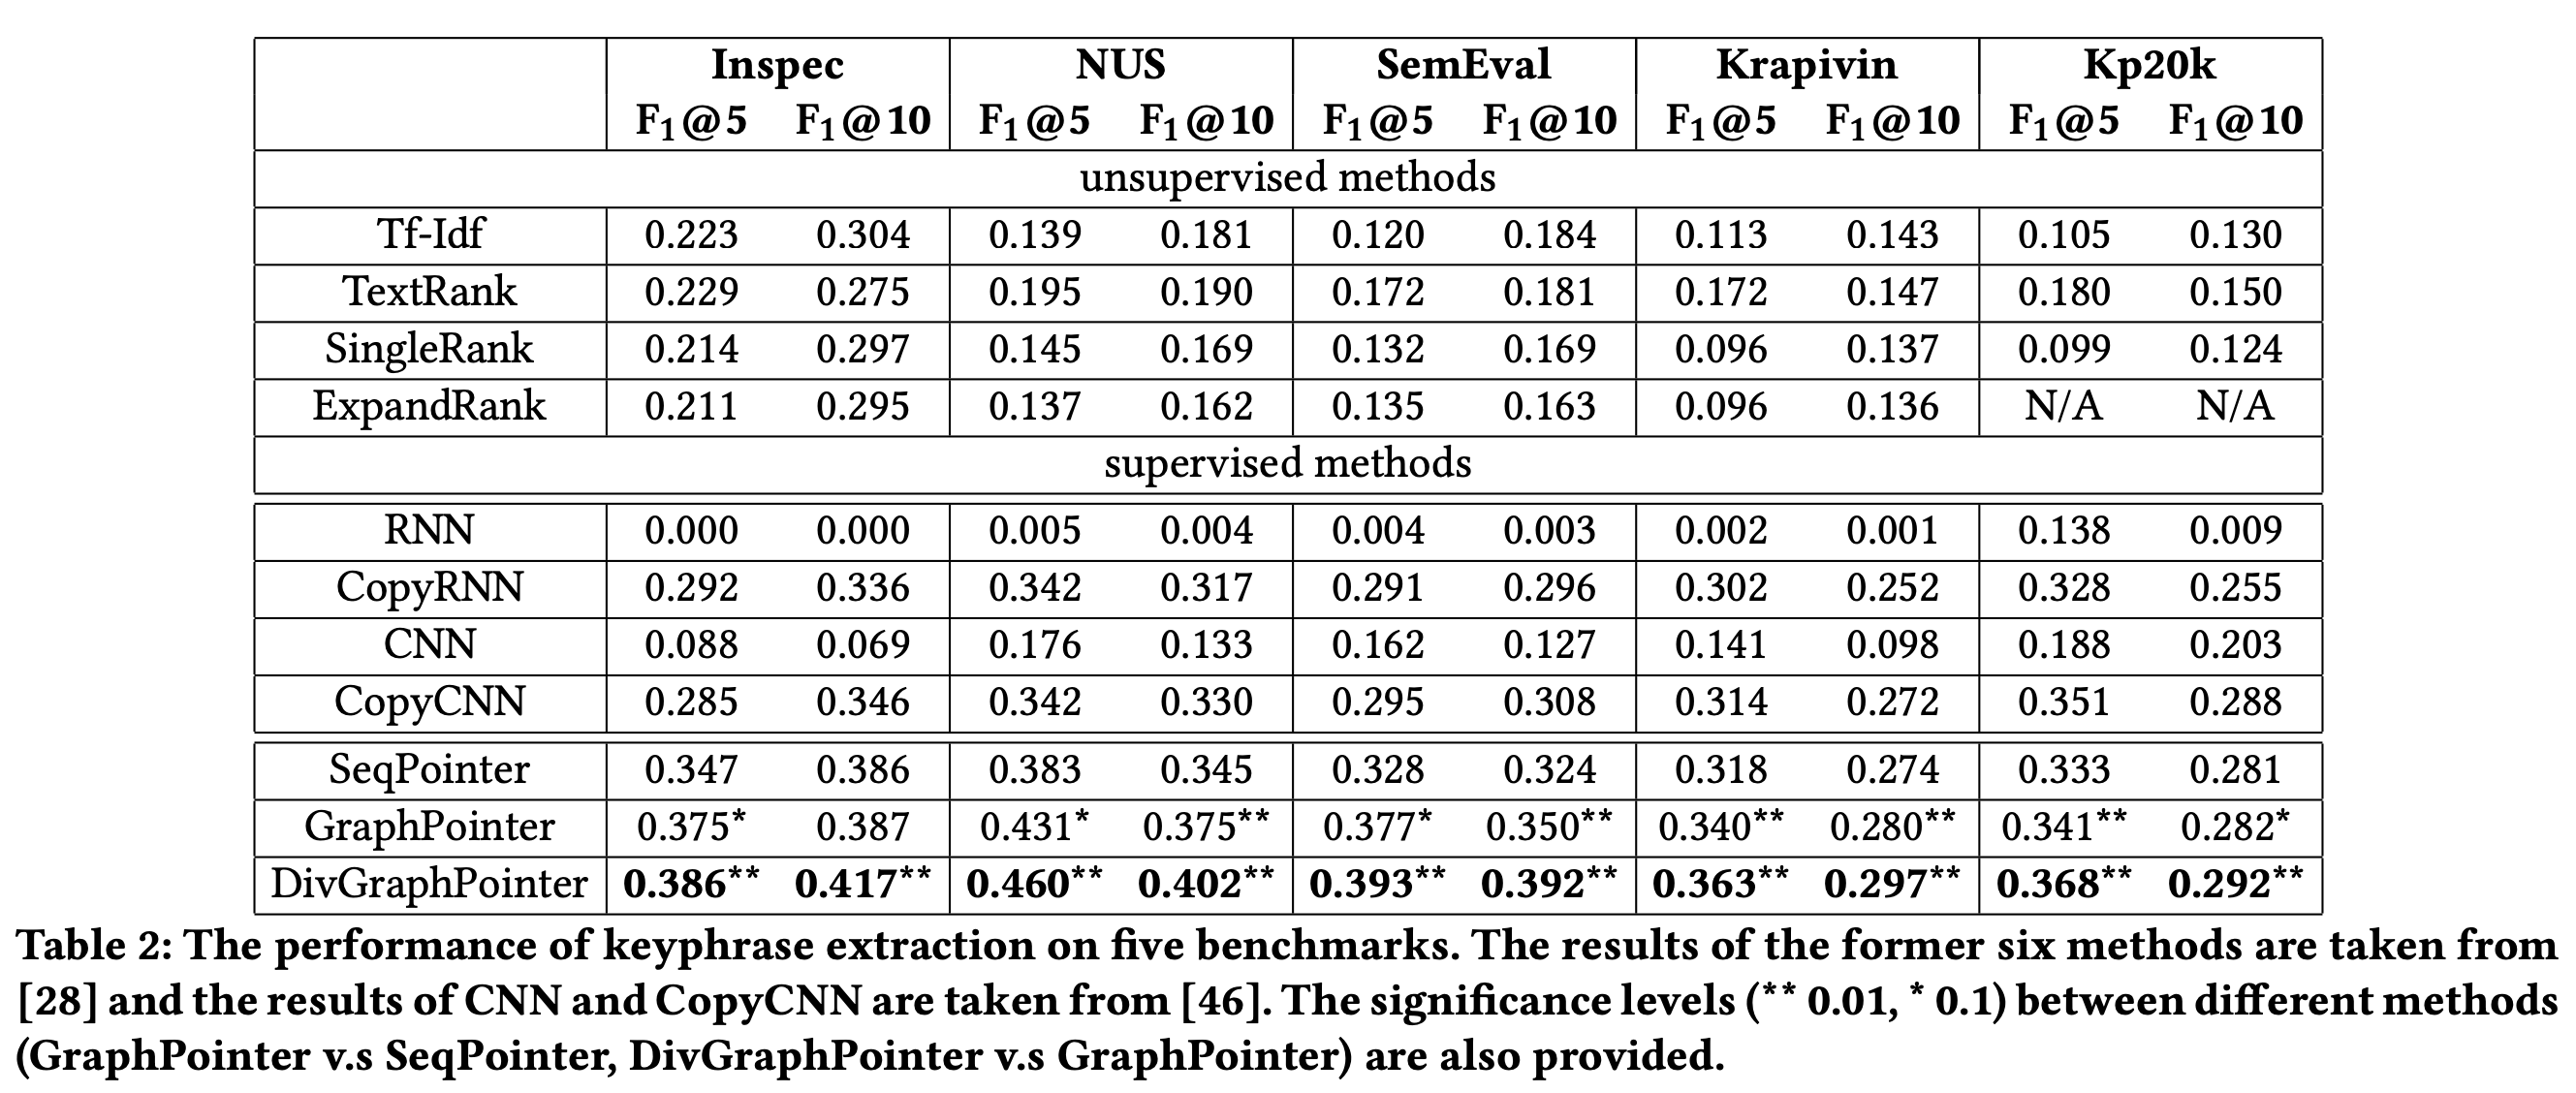 Inspec NUS SemEval Krapivin Kp20k
F1@5 F1@10 F1@5 F1@10 F1@5 F1@10 F1@5 F1@10 F1@5 F1@10
unsupervised methods
Tf-Idf 0.223 0.304 0.139 0.181 0.120 0.184 0.113 0.143 0.105 0.130
TextRank 0.229 0.275 0.195 0.190 0.172 0.181 0.172 0.147 0.180 0.150
SingleRank 0.214 0.297 0.145 0.169 0.132 0.169 0.096 0.137 0.099 0.124
ExpandRank 0.211 0.295 0.137 0.162 0.135 0.163 0.096 0.136 N/A N/A
supervised methods
RNN 0.000 0.000 0.005 0.004 0.004 0.003 0.002 0.001 0.138 0.009
CopyRNN 0.292 0.336 0.342 0.317 0.291 0.296 0.302 0.252 0.328 0.255
CNN 0.088 0.069 0.176 0.133 0.162 0.127 0.141 0.098 0.188 0.203
CopyCNN 0.285 0.346 0.342 0.330 0.295 0.308 0.314 0.272 0.351 0.288
SeqPointer 0.347 0.386 0.383 0.345 0.328 0.324 0.318 0.274 0.333 0.281
GraphPointer 0.375* 0.387 0.431* 0.375** 0.377* 0.350** 0.340** 0.280** 0.341** 0.282*
DivGraphPointer 0.386** 0.417** 0.460** 0.402** 0.393** 0.392** 0.363** 0.297** 0.368** 0.292**
Table 2: The performance of keyphrase extraction on five benchmarks. The results of the former six methods are taken from
[28] and the results of CNN and CopyCNN are taken from [46]. The significance levels (** 0.01, * 0.1) between different methods
(GraphPointer v.s SeqPointer, DivGraphPointer v.s GraphPointer) are also provided.